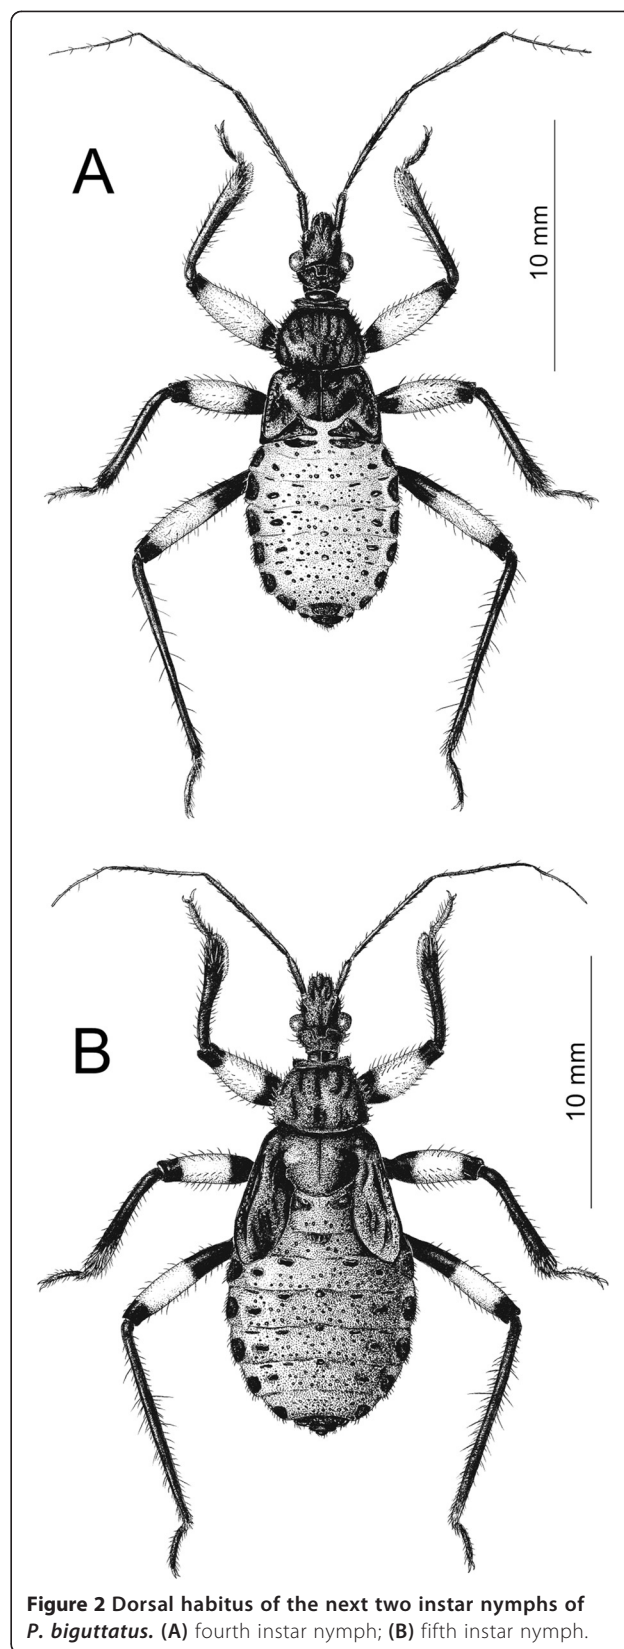 A
10 mm
B
10 mm
Figure 2 Dorsal habitus of the next two instar nymphs of
P. biguttatus. (A) fourth instar nymph; (B) fifth instar nymph.